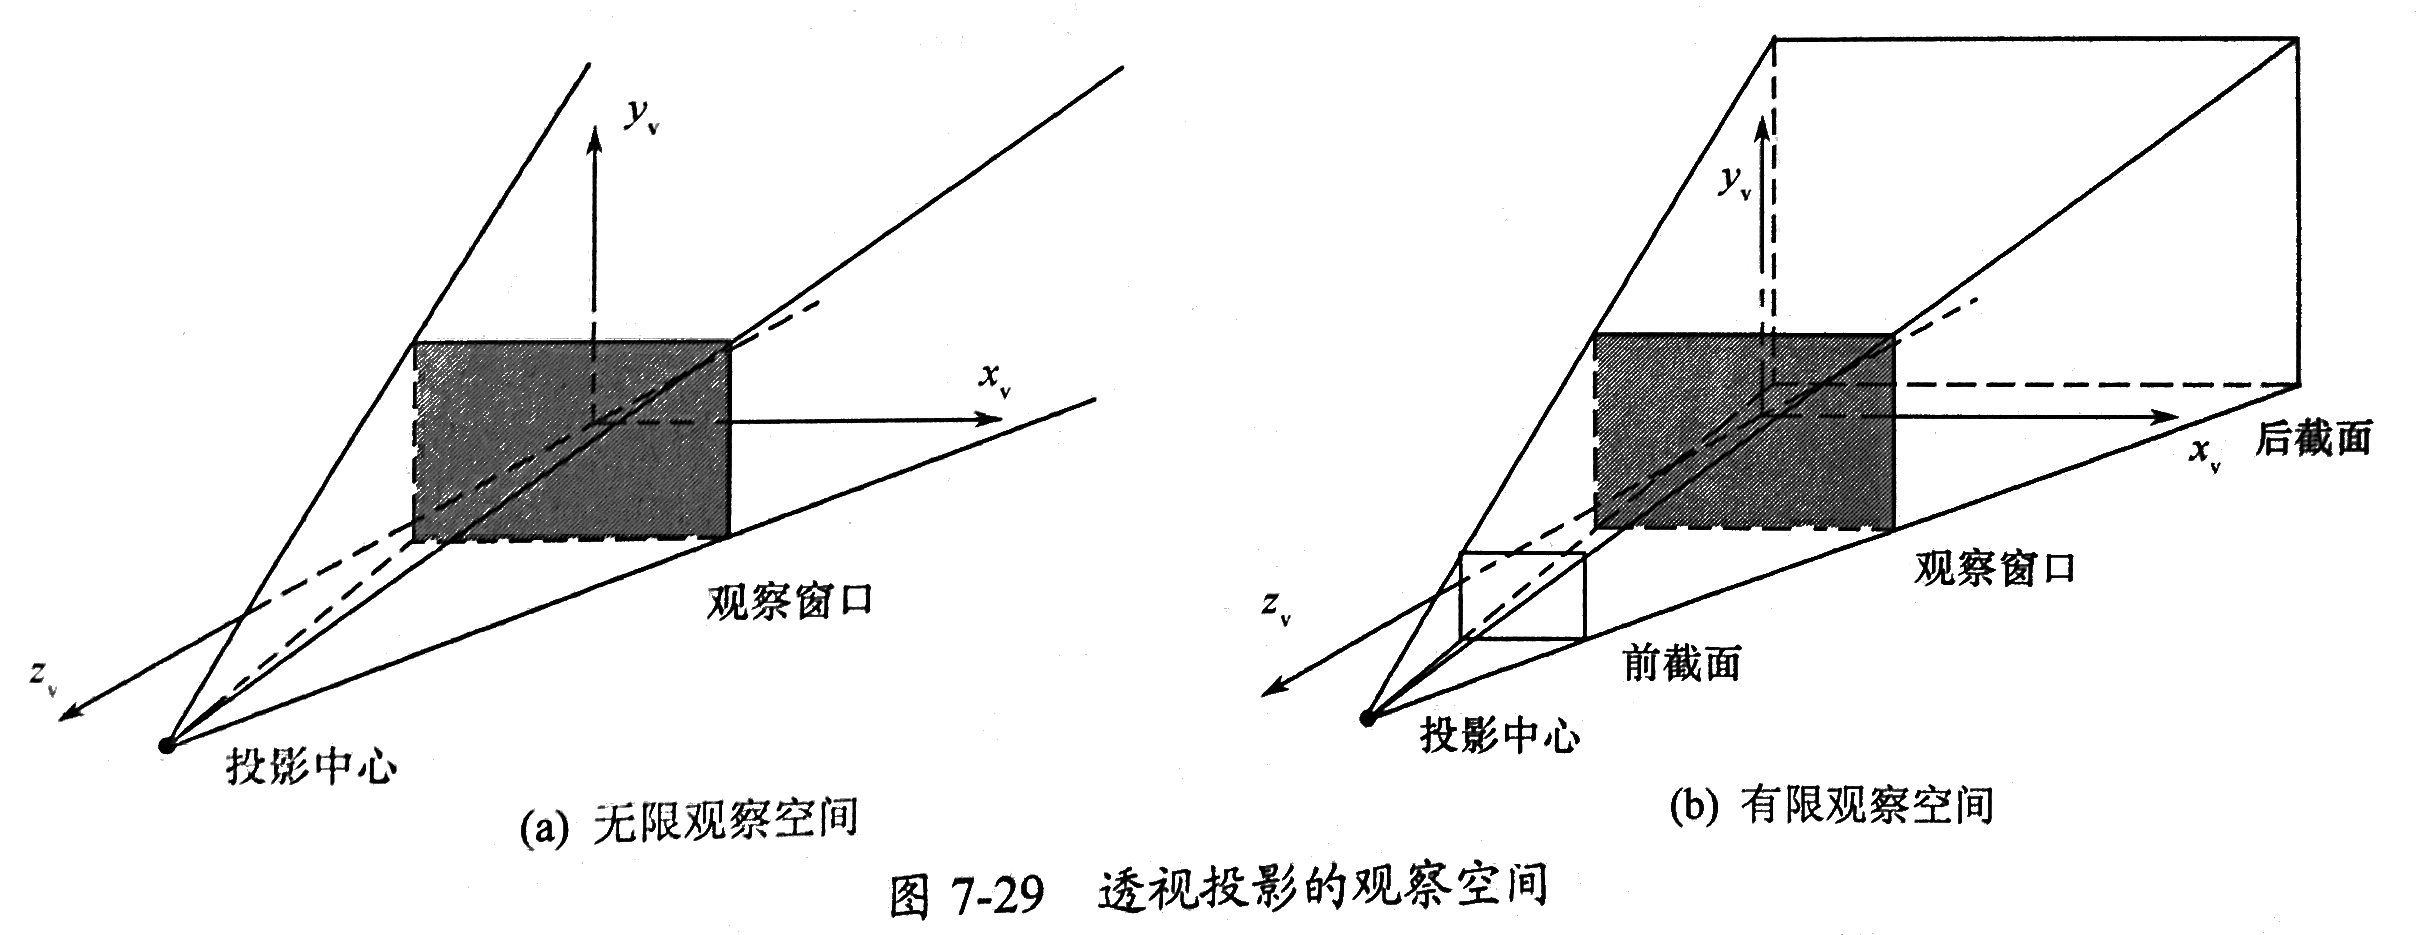 y_v
x_v
观察窗口
z_v
投影中心
(a) 无限观察空间
y_v
x_v
后截面
观察窗口
z_v
前截面
投影中心
(b) 有限观察空间
图 7-29 透视投影的观察空间